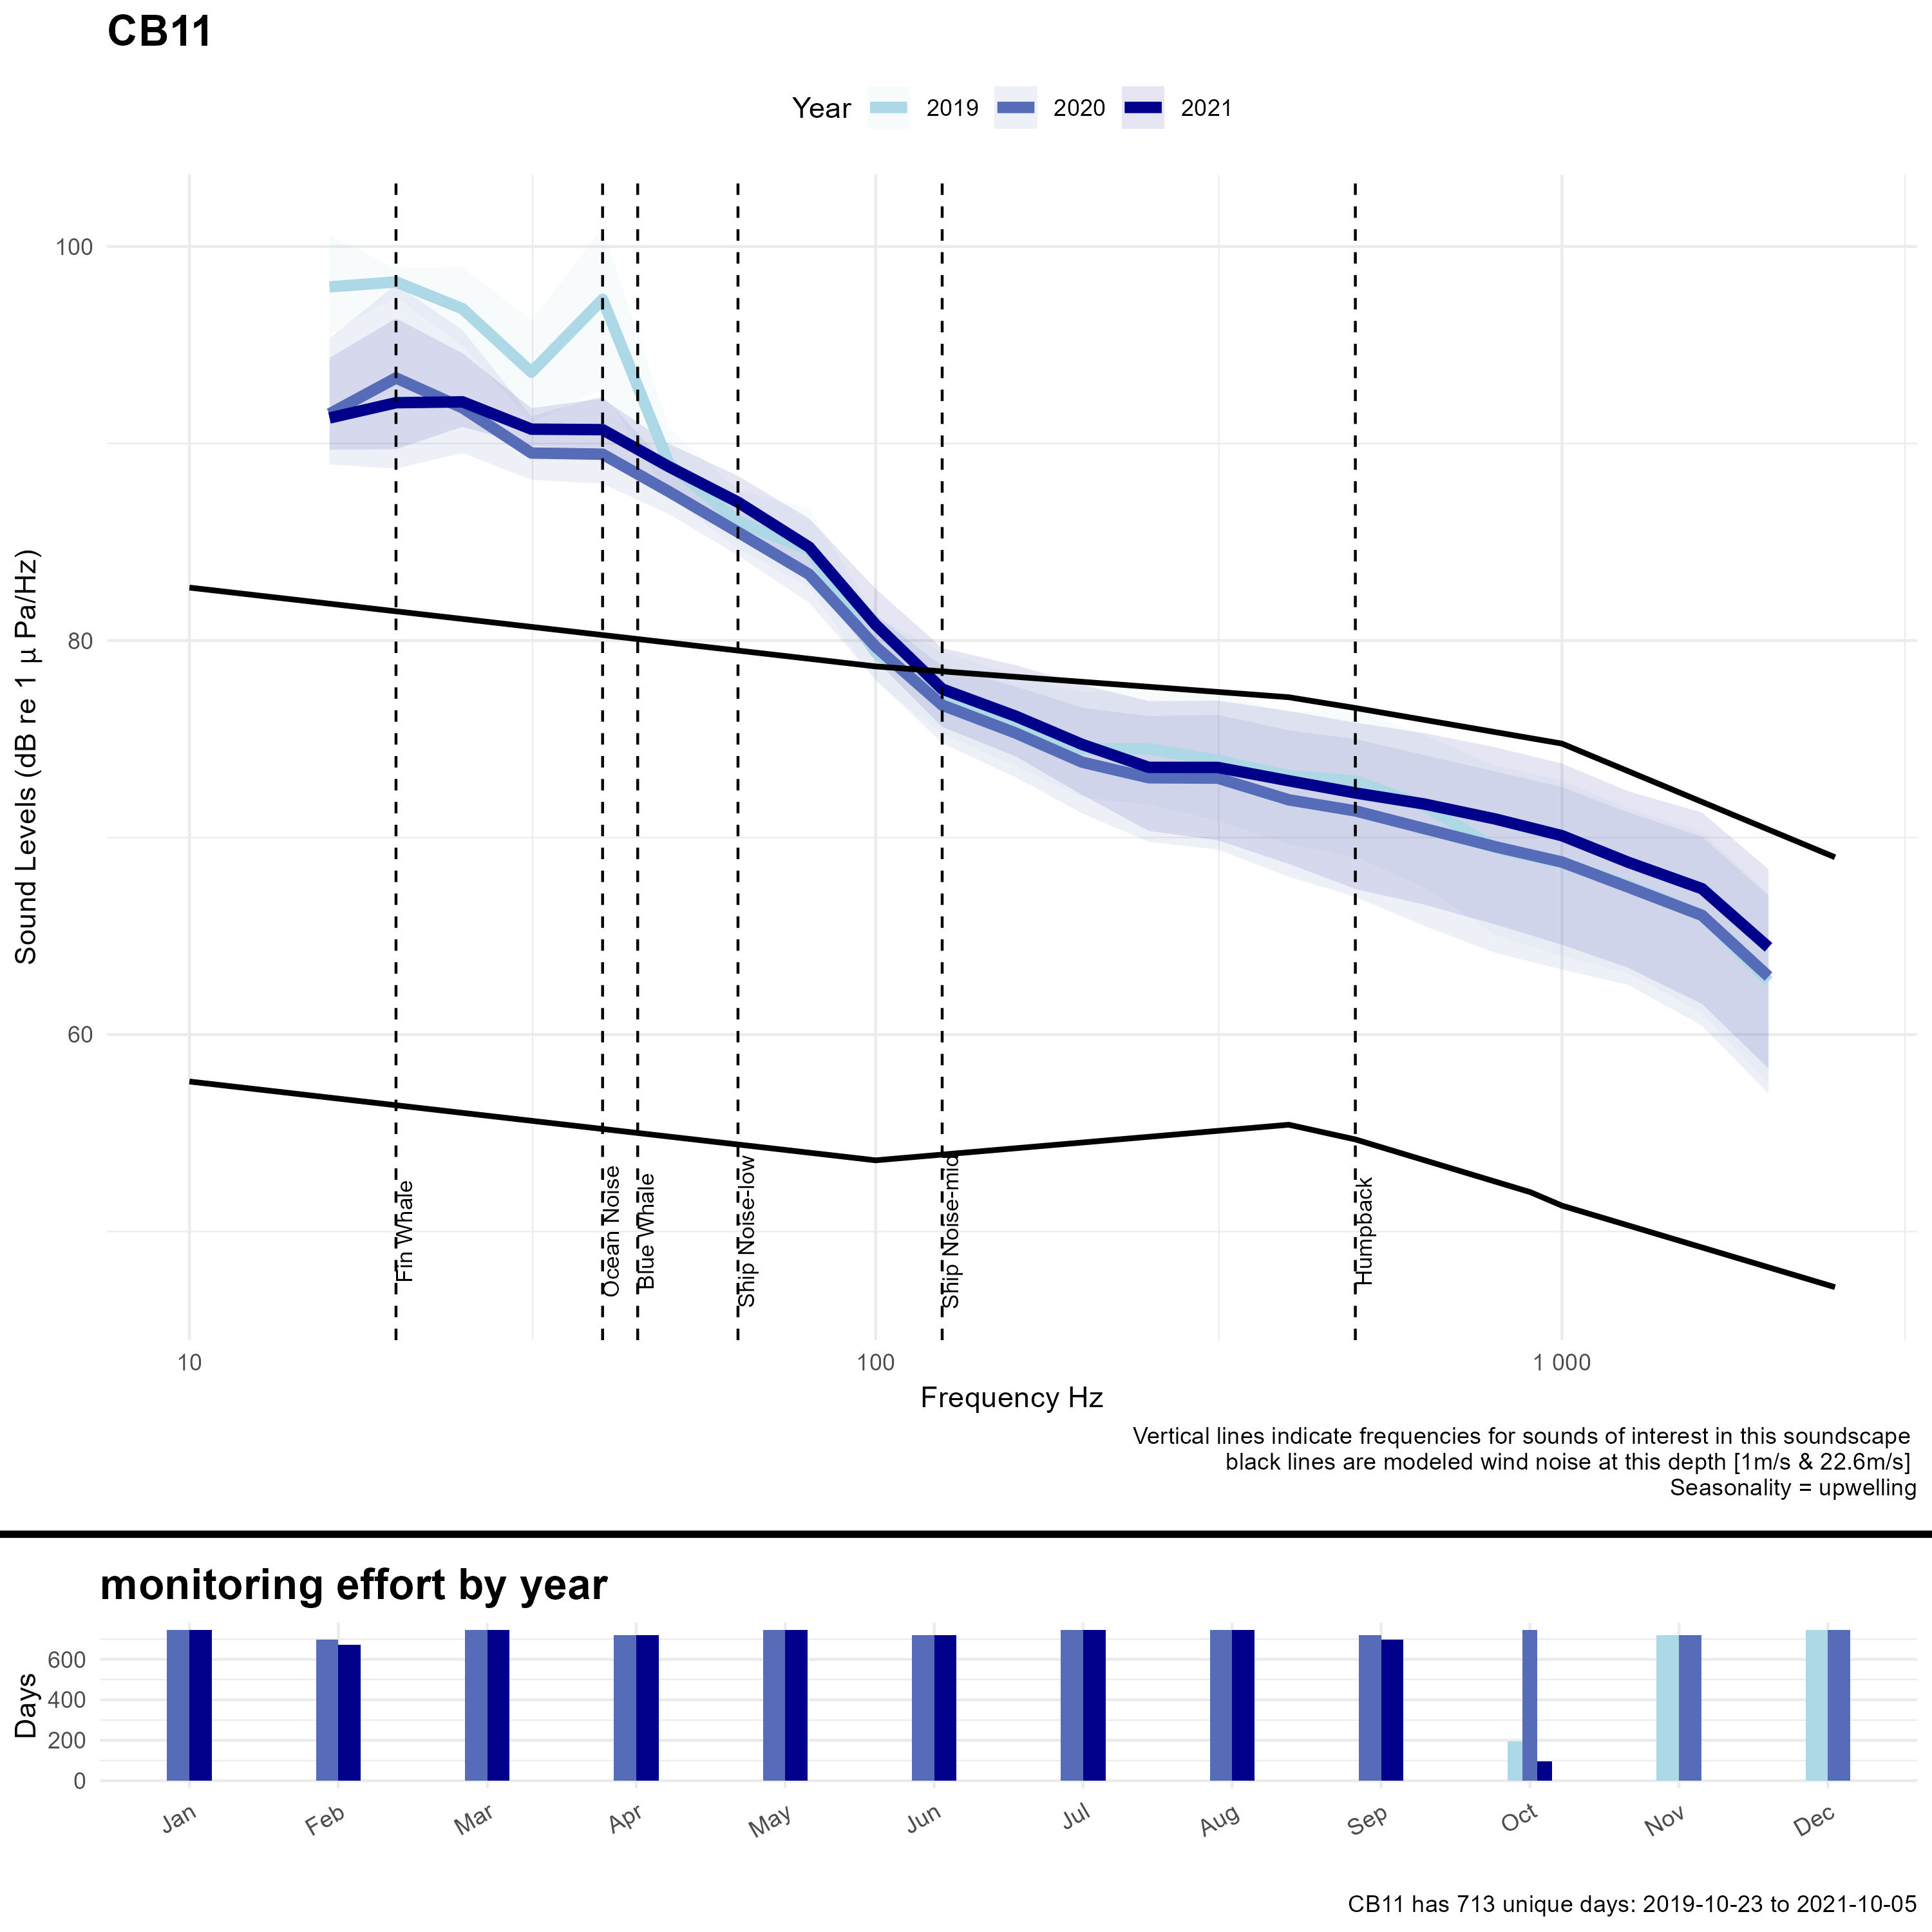 CB11
Year 2019 2020 2021
100
80
60
Sound Levels (dB re 1 µ Pa/Hz)
Fin Whale
Ocean Noise
Blue Whale
Ship Noise-low
Ship Noise-mid
Humpback
10 100 1 000
Frequency Hz
Vertical lines indicate frequencies for sounds of interest in this soundscape
black lines are modeled wind noise at this depth [1m/s & 22.6m/s]
Seasonality = upwelling
monitoring effort by year
Days
600
400
200
0
Jan Feb Mar Apr May Jun Jul Aug Sep Oct Nov Dec
CB11 has 713 unique days: 2019-10-23 to 2021-10-05